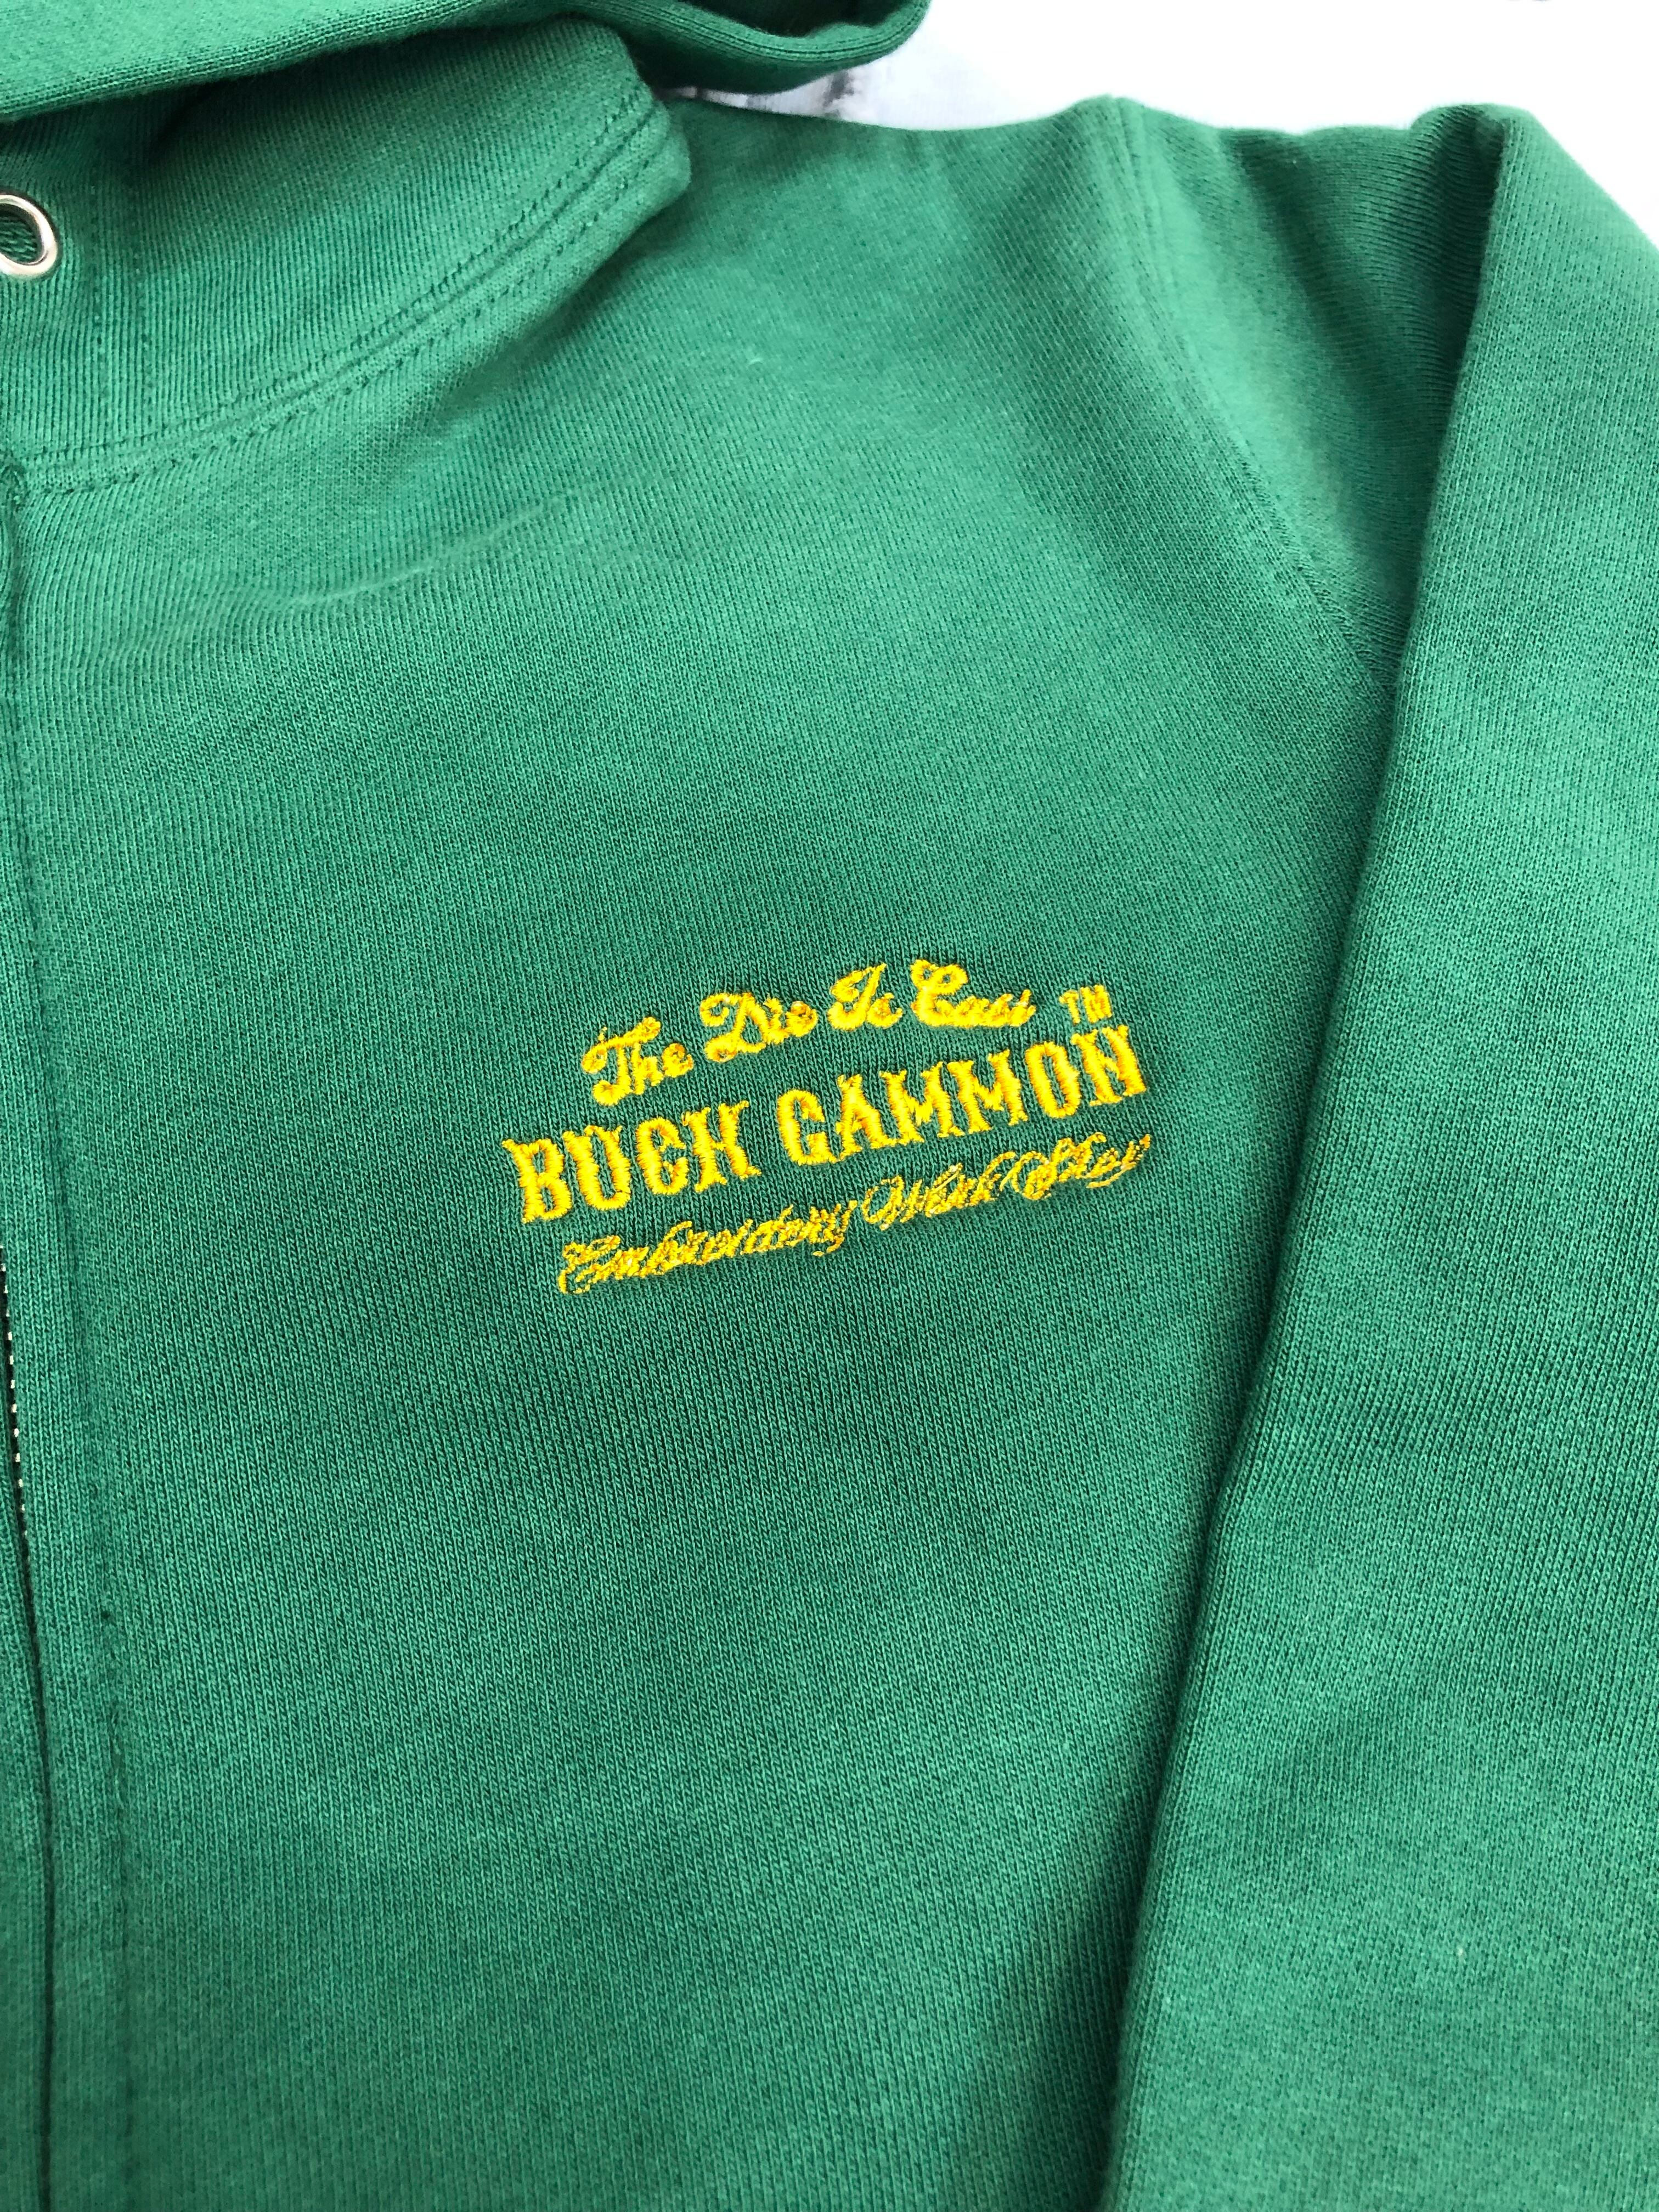 The Die Is Cast ™
BUCK GAMMON
Embroidery Work Shop